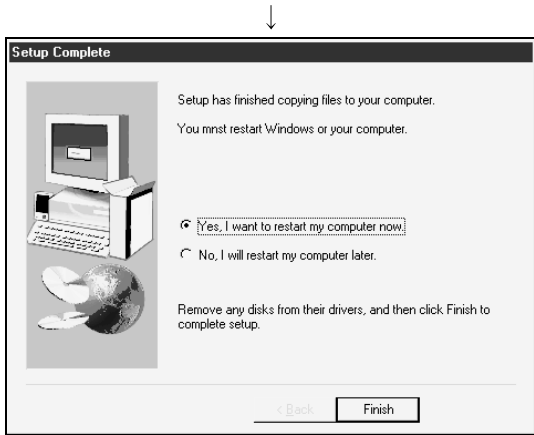 ↓
Setup Complete
Setup has finished copying files to your computer.
You mnst restart Windows or your computer.
Yes, I want to restart my computer now.
No, I will restart my computer later.
Remove any disks from their drivers, and then click Finish to
complete setup.
< Back
Finish